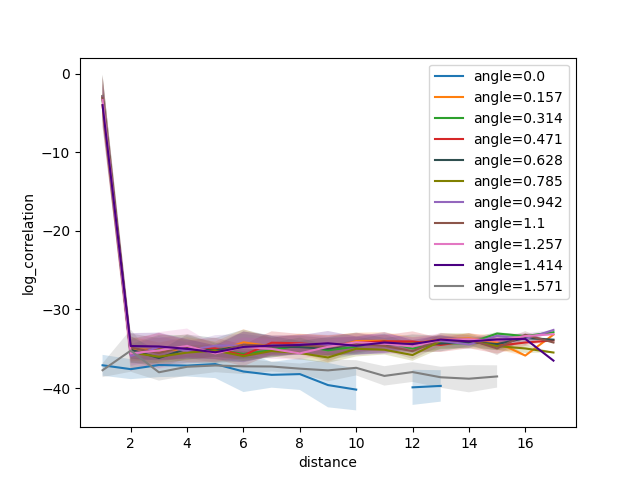 0
−10
−20
−30
−40
log_correlation
2
4
6
8
10
12
14
16
distance
angle=0.0
angle=0.157
angle=0.314
angle=0.471
angle=0.628
angle=0.785
angle=0.942
angle=1.1
angle=1.257
angle=1.414
angle=1.571